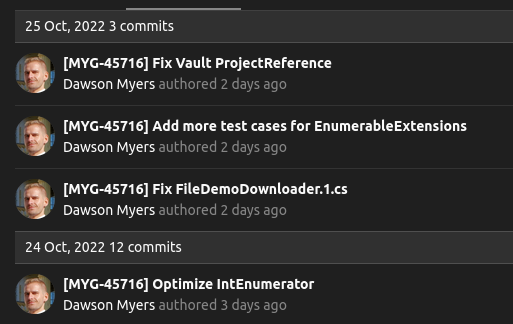 25 Oct, 2022 3 commits
[MYG-45716] Fix Vault ProjectReference
Dawson Myers authored 2 days ago
[MYG-45716] Add more test cases for EnumerableExtensions
Dawson Myers authored 2 days ago
[MYG-45716] Fix FileDemoDownloader.1.cs
Dawson Myers authored 2 days ago
24 Oct, 2022 12 commits
[MYG-45716] Optimize IntEnumerator
Dawson Myers authored 3 days ago